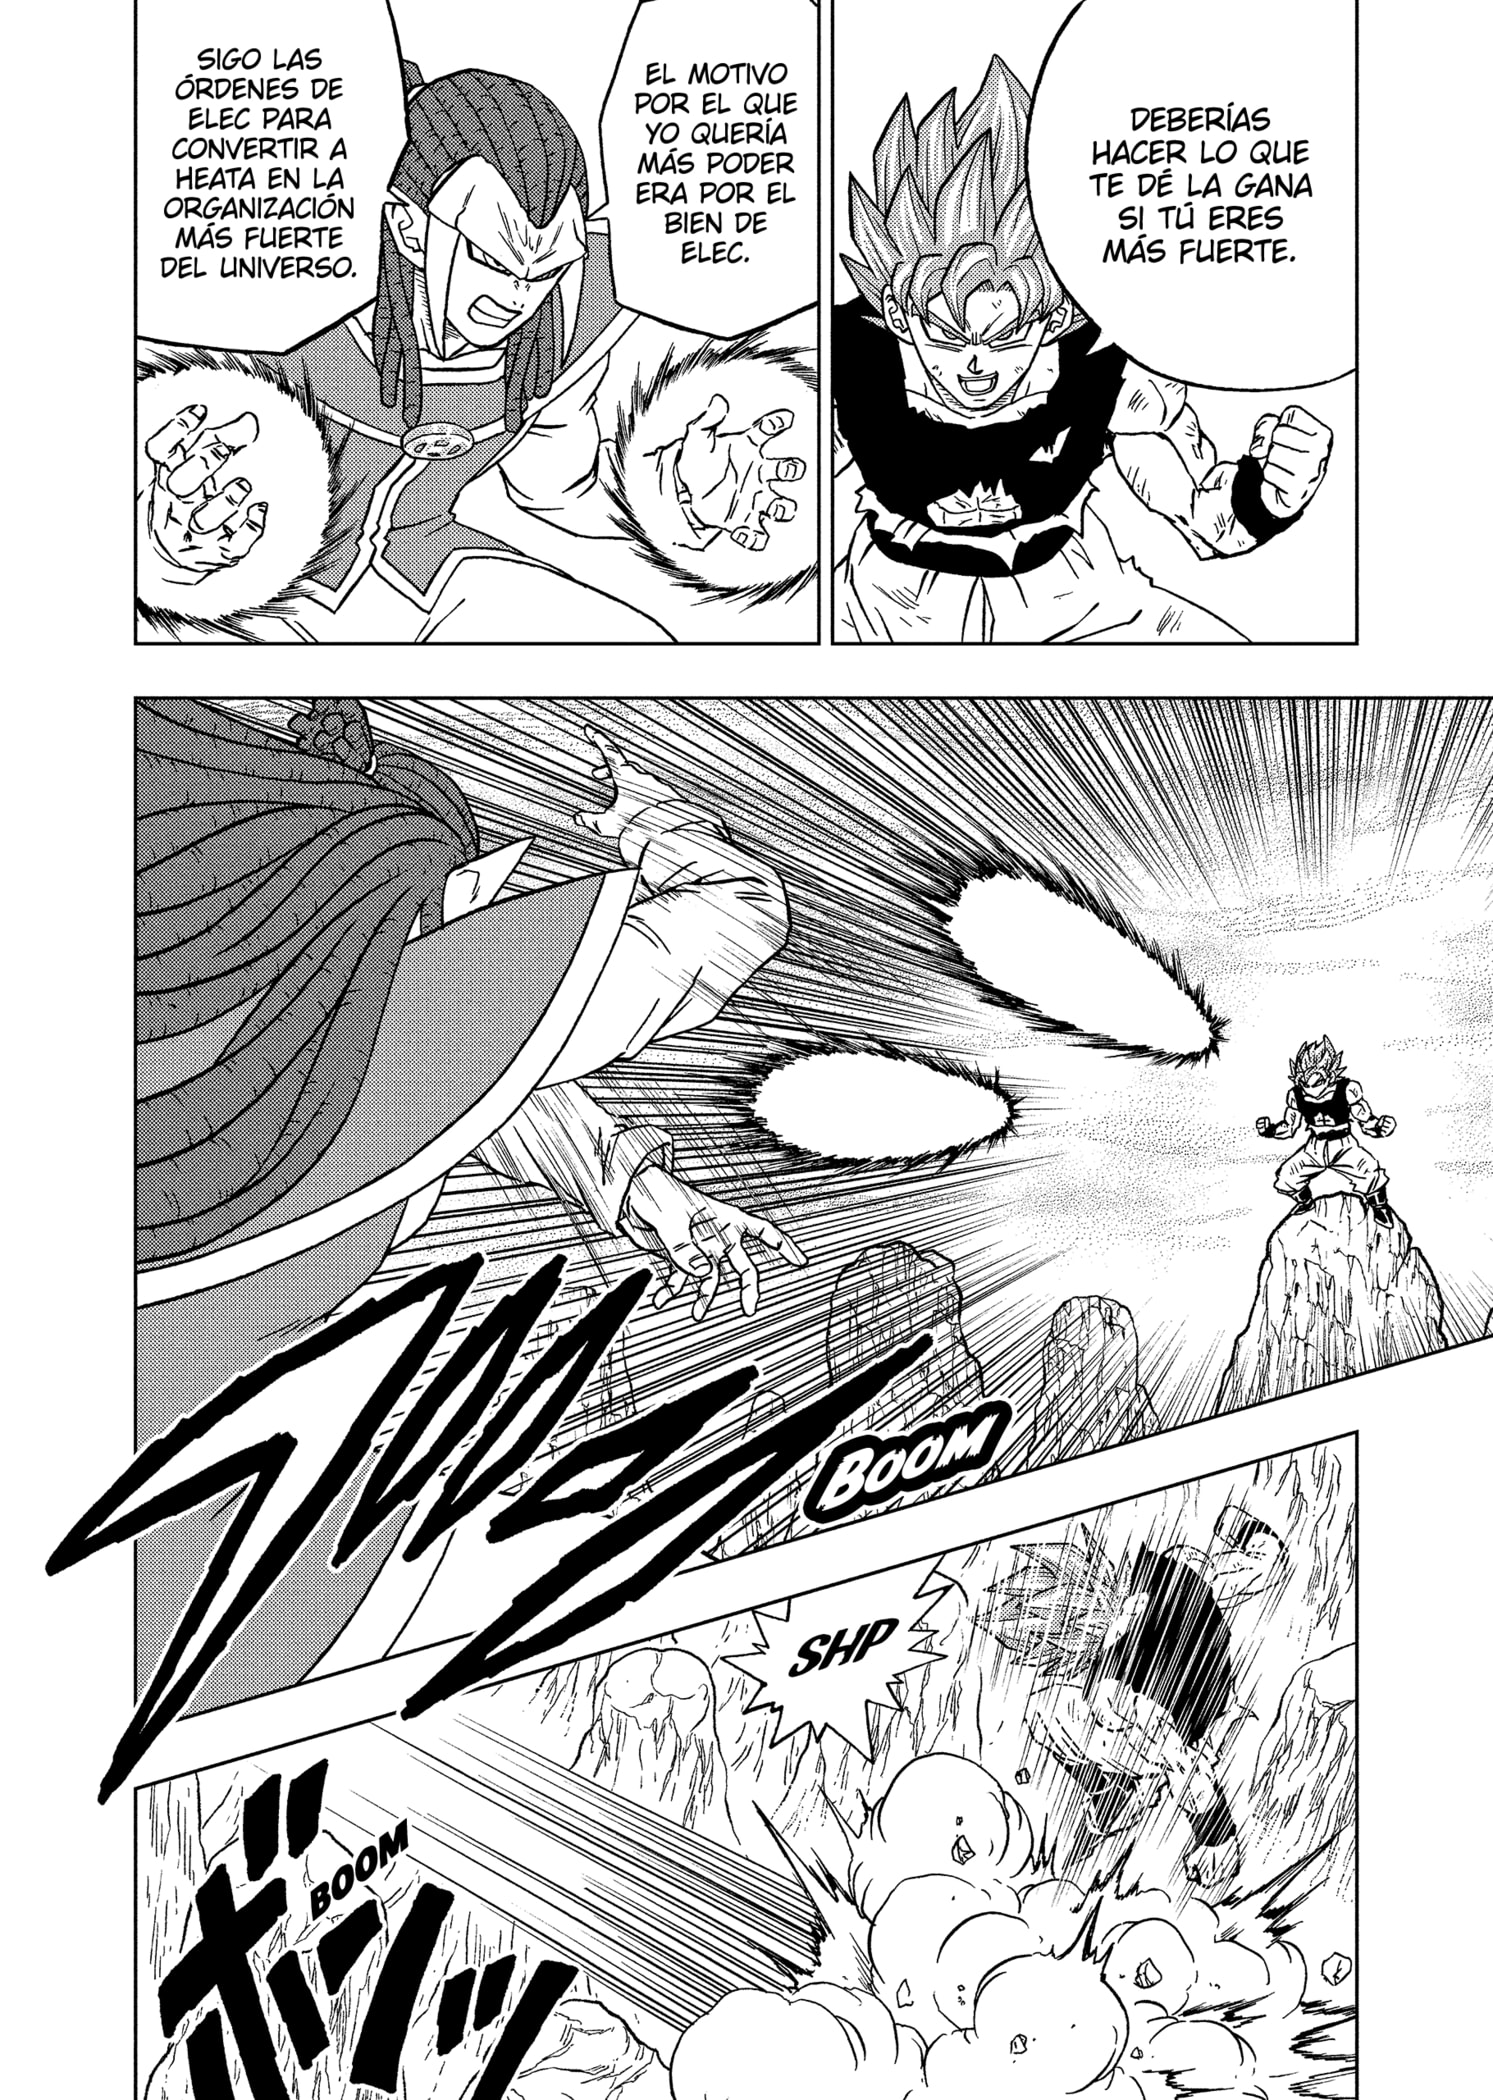 DEBERÍAS
HACER LO QUE
TE DÉ LA GANA
SI TÚ ERES
MÁS FUERTE.
EL MOTIVO
POR EL QUE
YO QUERÍA
MÁS PODER
ERA POR EL
BIEN DE
ELEC.
SIGO LAS
ÓRDENES DE
ELEC PARA
CONVERTIR A
HEATA EN LA
ORGANIZACIÓN
MÁS FUERTE
DEL UNIVERSO.
BOOM
SHP
BOOM